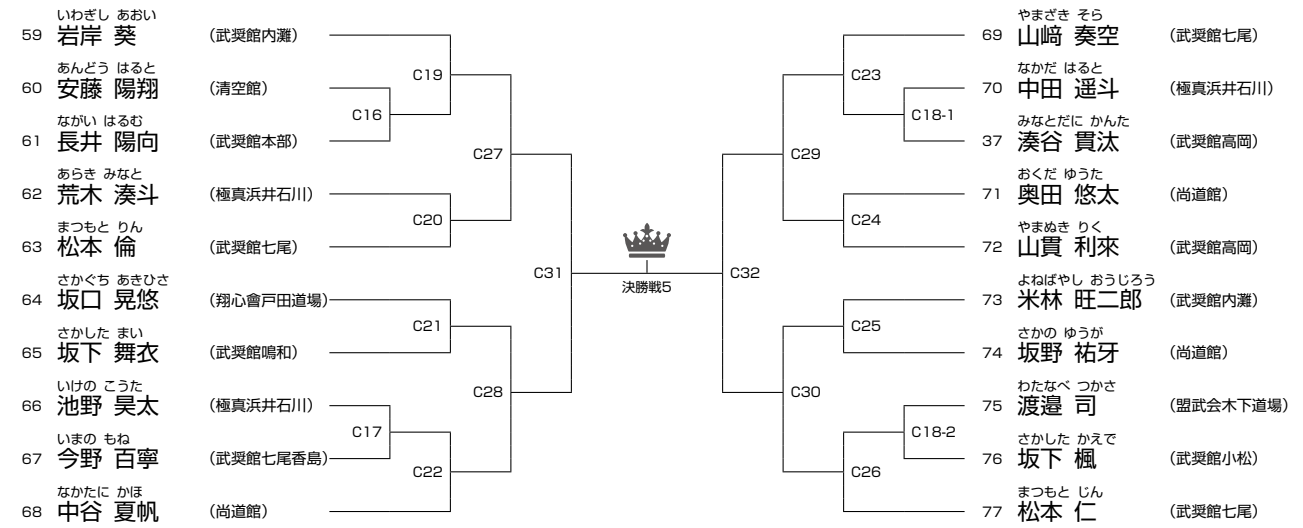 いわぎし あおい
59 岩岸 葵 （武奨館内灘）
あんどう はると
60 安藤 陽翔 （清空館）
ながい はるむ
61 長井 陽向 （武奨館本部）
あらき みなと
62 荒木 湊斗 （極真浜井石川）
まつもと りん
63 松本 倫 （武奨館七尾）
さかぐち あきひさ
64 坂口 晃悠 （翔心會戸田道場）
さかした まい
65 坂下 舞衣 （武奨館鳴和）
いけの こうた
66 池野 昊太 （極真浜井石川）
いまの もね
67 今野 百寧 （武奨館七尾香島）
なかたに かほ
68 中谷 夏帆 （尚道館）
C19
C16
C27
C20
C31
C21
C28
C17
C22
決勝戦5
C23
C18-1
C29
C24
C32
C25
C30
C18-2
C26
やまざき そら
69 山﨑 奏空 （武奨館七尾）
なかだ はると
70 中田 遥斗 （極真浜井石川）
みなとだに かんた
37 湊谷 貫汰 （武奨館高岡）
おくだ ゆうた
71 奥田 悠太 （尚道館）
やまぬき りく
72 山貫 利來 （武奨館高岡）
よねばやし おうじろう
73 米林 旺二郎 （武奨館内灘）
さかの ゆうが
74 坂野 祐牙 （尚道館）
わたなべ つかさ
75 渡邉 司 （盟武会木下道場）
さかした かえで
76 坂下 楓 （武奨館小松）
まつもと じん
77 松本 仁 （武奨館七尾）